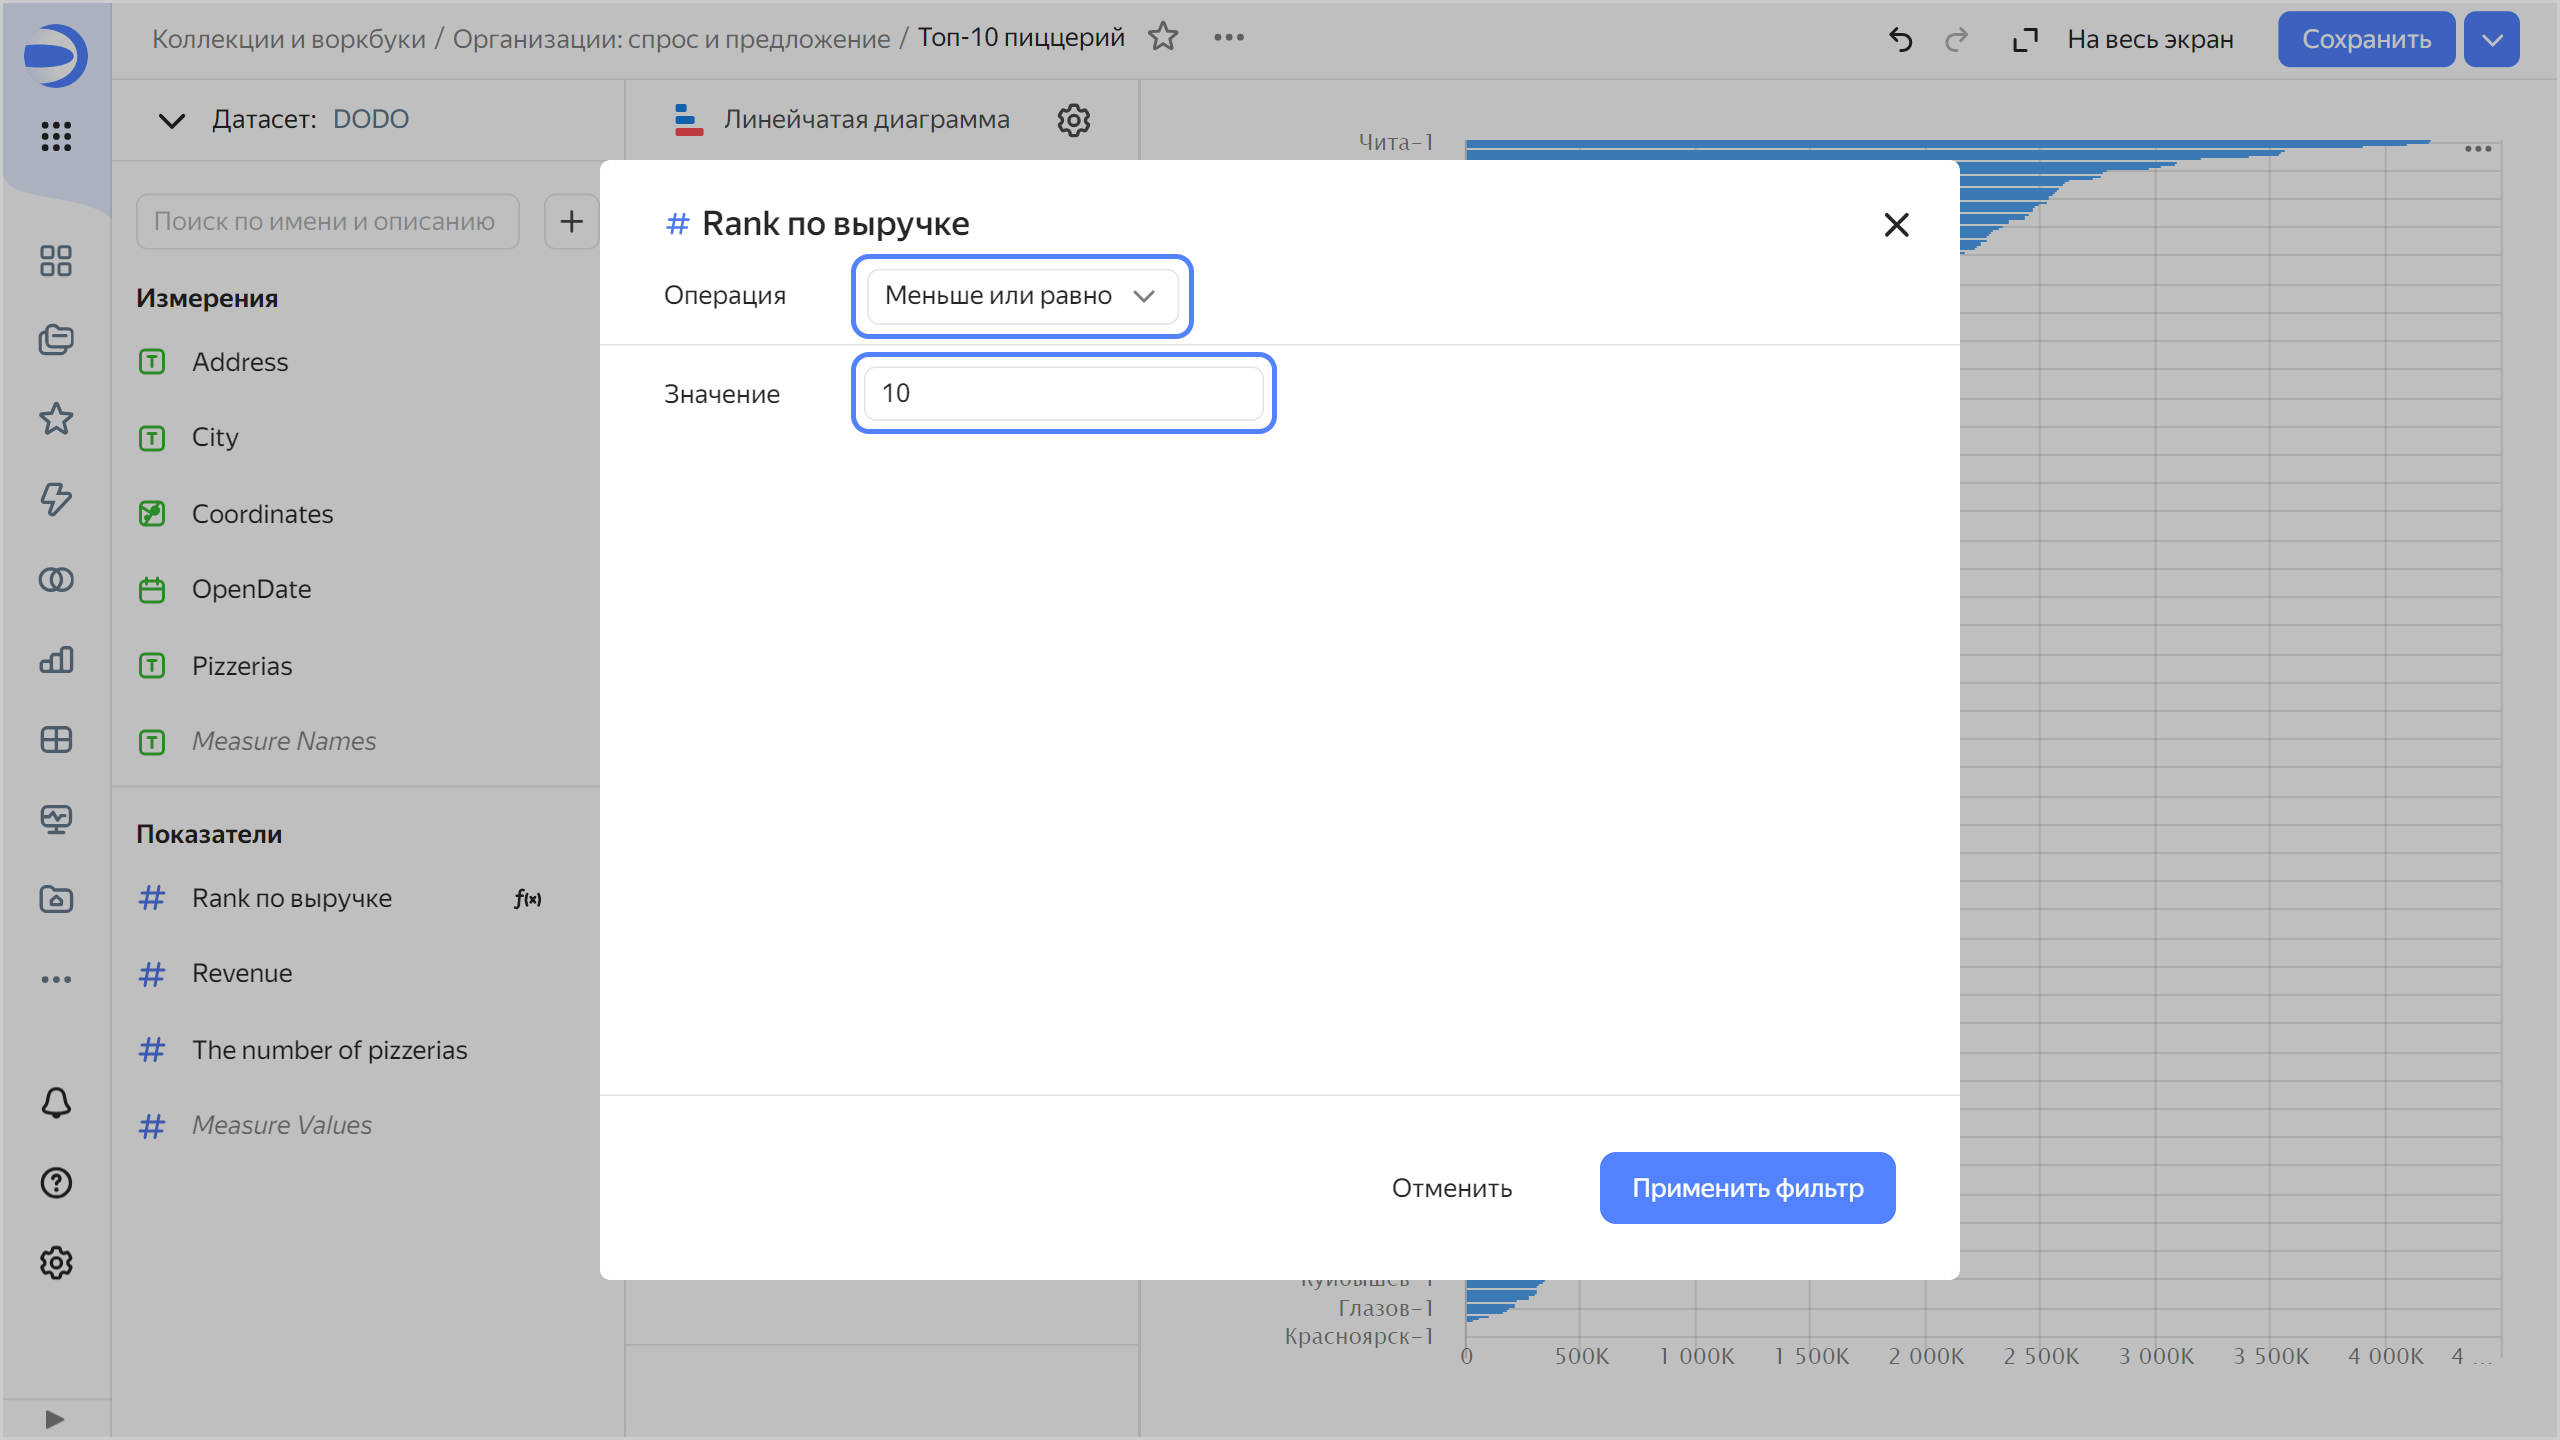 Коллекции и воркбуки / Организации: спрос и предложение / Топ-10 пиццерий
На весь экран
Сохранить
Датасет: DODO
Линейчатая диаграмма
Поиск по имени и описанию
Измерения
Address
City
Coordinates
OpenDate
Pizzerias
Measure Names
Показатели
Rank по выручке
Revenue
The number of pizzerias
Measure Values
# Rank по выручке
Операция
Меньше или равно
Значение
10
Отменить
Применить фильтр
Чита-1
Куйбышев-1
Глазов-1
Красноярск-1
0 500K 1 000K 1 500K 2 000K 2 500K 3 000K 3 500K 4 000K 4 ...